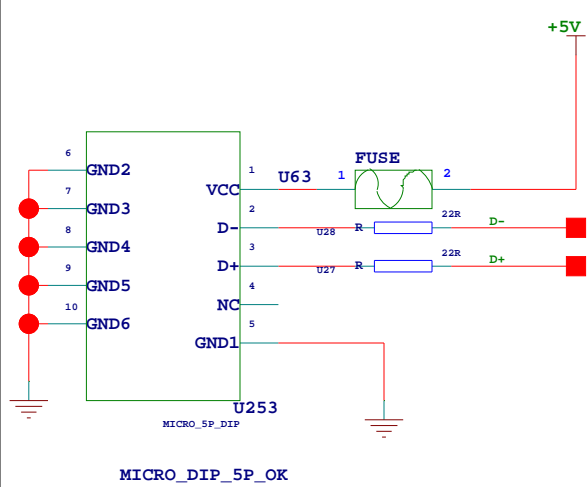 +5V
FUSE
6
GND2
1
U63
1
2
7
VCC
GND3
2
22R
D-
8
D-
U28
R
GND4
3
22R
D+
9
D+
U27
R
GND5
4
10
NC
GND6
5
GND1
U253
MICRO_5P_DIP
MICRO_DIP_5P_OK